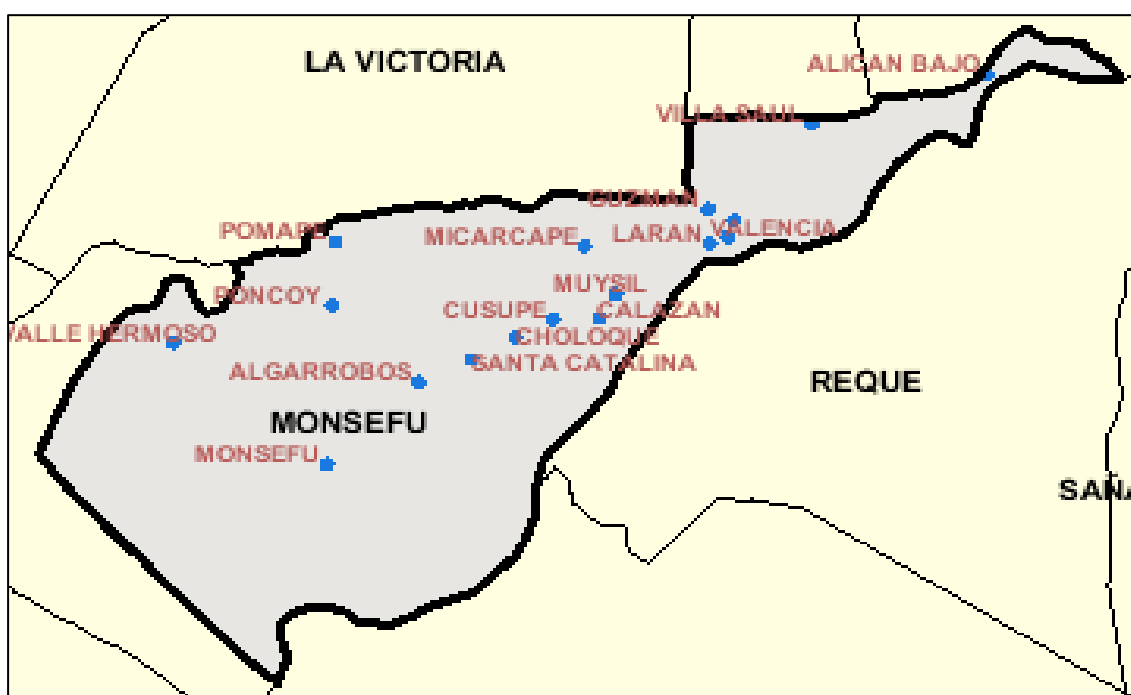 LA VICTORIA
ALICAN BAJO
VILLA SAUL
GUZMAN
POMAPE
MICARCAPE
LARAN
VALENCIA
MUYSIL
PONCOY
CUSUPE
CALAZAN
VALLE HERMOSO
CHOLOQUE
SANTA CATALINA
ALGARROBOS
REQUE
MONSEFU
MONSEFU
SAÑA